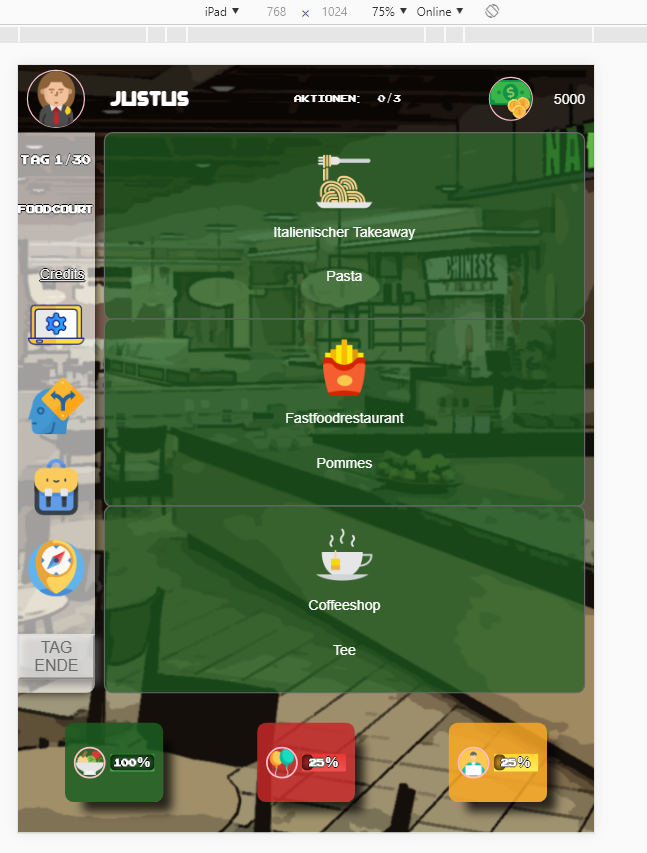 iPad ▼ 768 x 1024 75% ▼ Online ▼
JUSTUS
AKTIONEN: 0/3
5000
TAG 1/30
FOODCOURT
Credits
TAG
ENDE
Italienischer Takeaway
Pasta
CHINESE
Fastfoodrestaurant
Pommes
Coffeeshop
Tee
100%
25%
25%